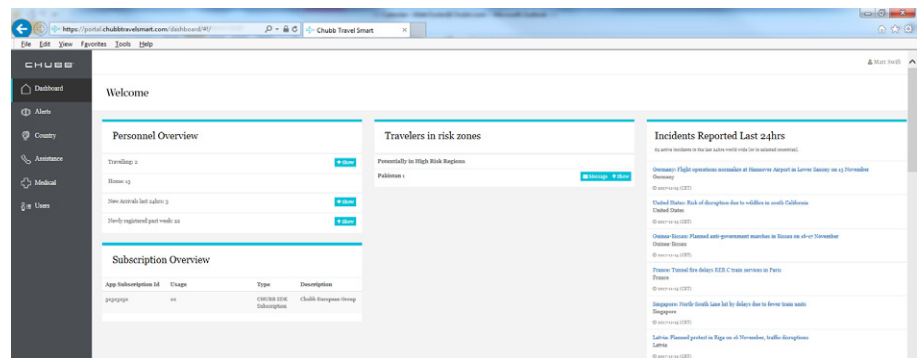 https://portal.chubbtravelsmart.com/dashboard/#!/
Chubb Travel Smart
File Edit View Favorites Tools Help
CHUBB
Matt Swift
Dashboard
Alerts
Country
Assistance
Medical
Users
Welcome
Personnel Overview
Travelling: 2
Show
Home: 13
New Arrivals last 24hrs: 3
Show
Newly registered past week: 22
Show
Subscription Overview
App Subscription Id Usage Type Description
CHUBB SDK Subscription
Chubb European Group
Travelers in risk zones
Potentially in High Risk Regions
Pakistan 1
Message Show
Incidents Reported Last 24hrs
Germany: Flight operations normalise at Hannover Airport in Lower Saxony on 13 November
Germany
United States: Risk of disruption due to wildfire in south California
United States
Guinea-Bissau: Planned anti-government marches in Bissau on 16-17 November
Guinea-Bissau
France: Tunnel fire delays RER C train services in Paris
France
Singapore: North South Line hit by delays due to fewer train units
Singapore
Latvia: Planned protest in Riga on 16 November, traffic disruptions
Latvia